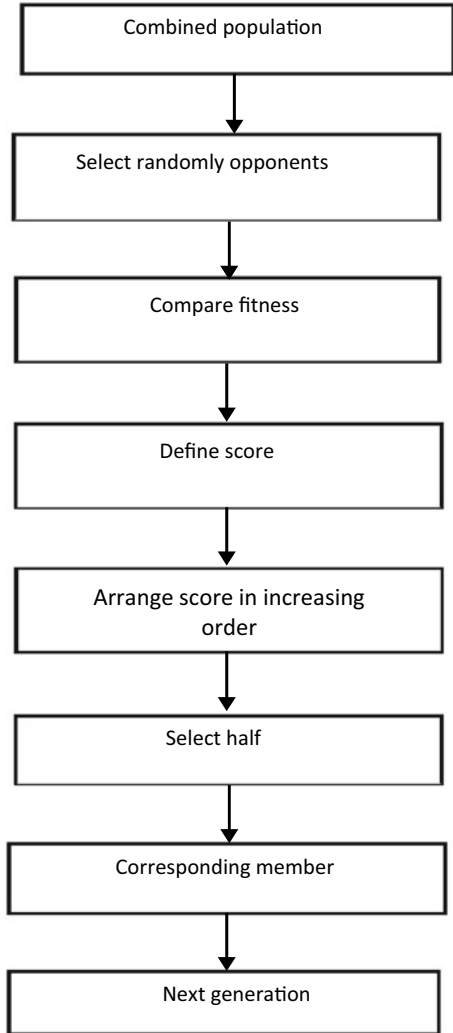 Combined population
Select randomly opponents
Compare fitness
Define score
Arrange score in increasing
order
Select half
Corresponding member
Next generation